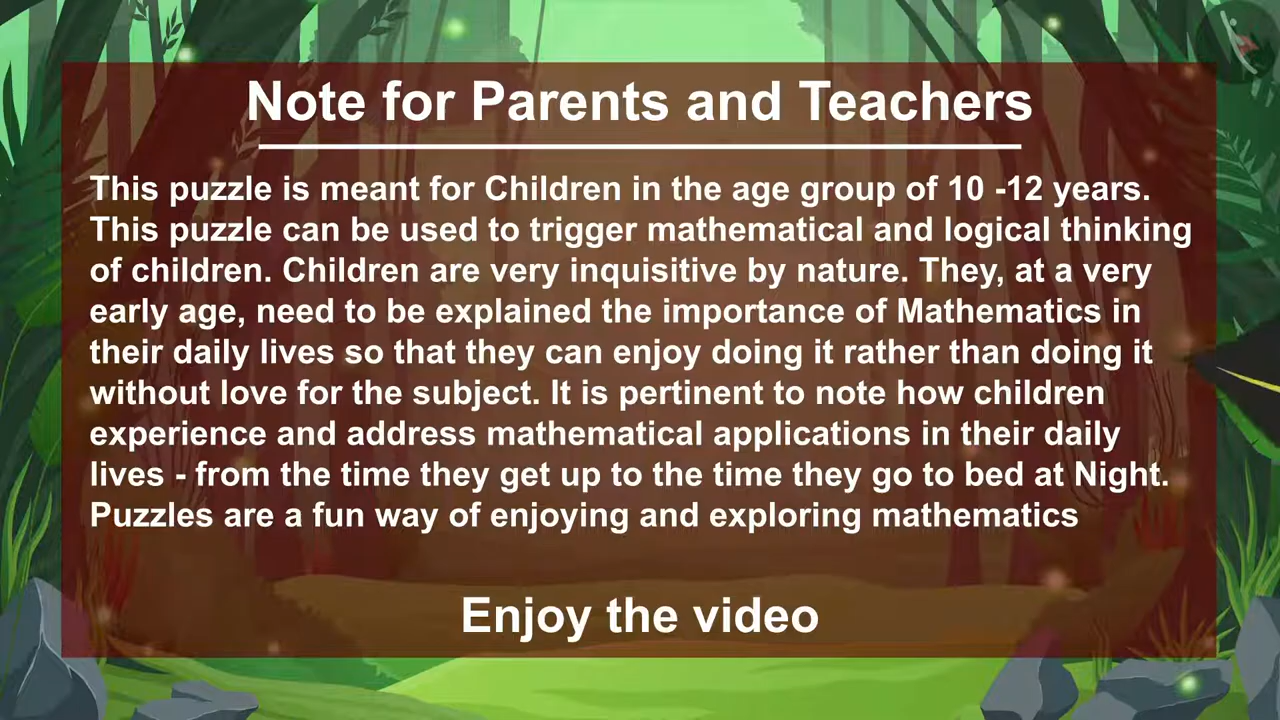 Note for Parents and Teachers
This puzzle is meant for Children in the age group of 10 -12 years.
This puzzle can be used to trigger mathematical and logical thinking
of children. Children are very inquisitive by nature. They, at a very
early age, need to be explained the importance of Mathematics in
their daily lives so that they can enjoy doing it rather than doing it
without love for the subject. It is pertinent to note how children
experience and address mathematical applications in their daily
lives - from the time they get up to the time they go to bed at Night.
Puzzles are a fun way of enjoying and exploring mathematics
Enjoy the video